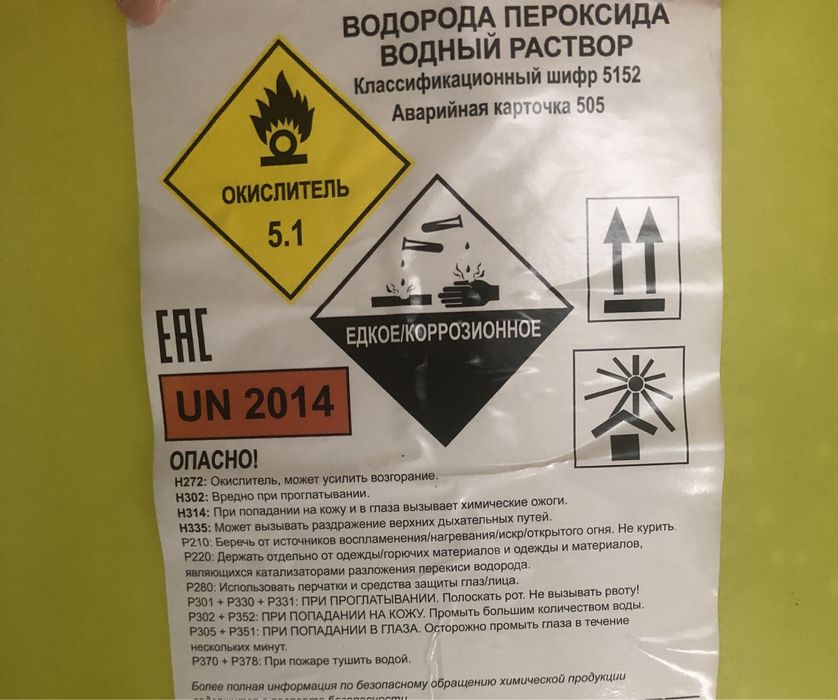 ВОДОРОДА ПЕРОКСИДА
ВОДНЫЙ РАСТВОР
Классификационный шифр 5152
Аварийная карточка 505
ОКИСЛИТЕЛЬ
5.1
ЕДКОЕ/КОРРОЗИОННОЕ
EAC
UN 2014
ОПАСНО!
H272: Окислитель, может усилить возгорание.
H302: Вредно при проглатывании.
H314: При попадании на кожу и в глаза вызывает химические ожоги.
H335: Может вызывать раздражение верхних дыхательных путей.
P210: Беречь от источников воспламенения/нагревания/искр/открытого огня. Не курить.
P220: Держать отдельно от одежды/горючих материалов и одежды и материалов,
являющихся катализаторами разложения перекиси водорода.
P280: Использовать перчатки и средства защиты глаз/лица.
P301 + P330 + P331: ПРИ ПРОГЛАТЫВАНИИ. Полоскать рот. Не вызывать рвоту!
P302 + P352: ПРИ ПОПАДАНИИ НА КОЖУ. Промыть большим количеством воды.
P305 + P351: ПРИ ПОПАДАНИИ В ГЛАЗА. Осторожно промыть глаза в течение
нескольких минут.
P370 + P378: При пожаре тушить водой.
Более полная информация по безопасному обращению химической продукции